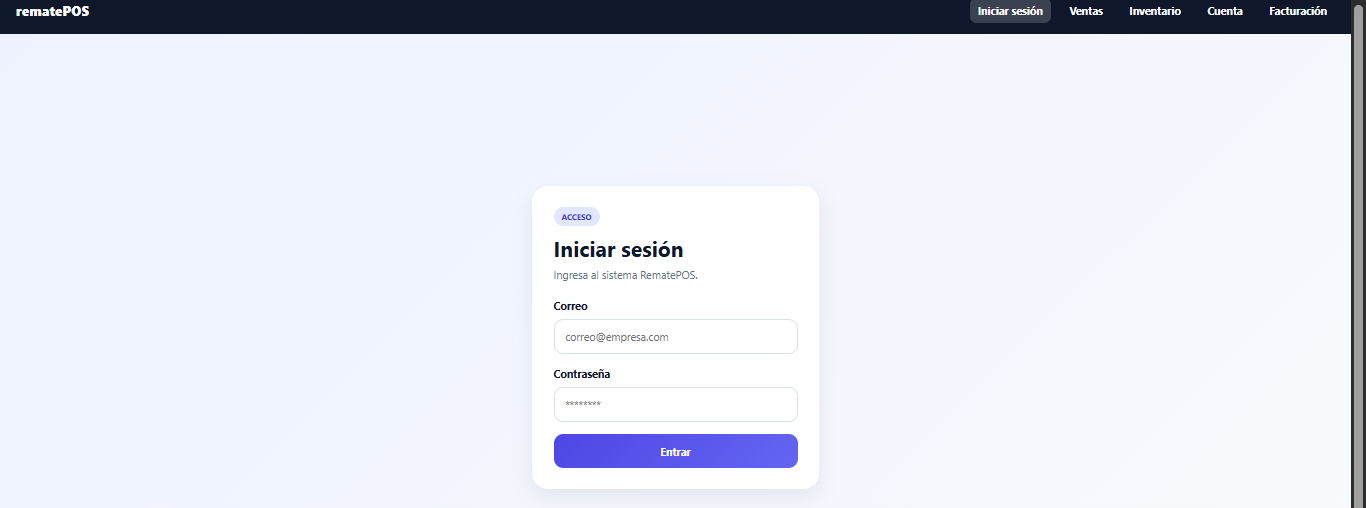 rematePOS
Iniciar sesión Ventas Inventario Cuenta Facturación
ACCESO
Iniciar sesión
Ingresa al sistema RematePOS.
Correo
correo@empresa.com
Contraseña
********
Entrar